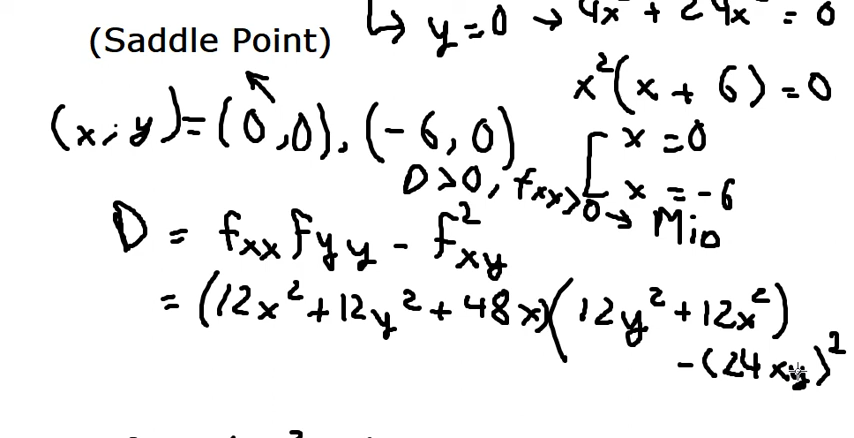 ↳ y=0 → 4x + 24x = 0
(Saddle Point)
x²(x + 6) = 0
(x, y) = (0,0), (-6, 0)
x = 0
D>0, fxx>0 → Min
x = -6
D = fxx fyy - f²xy
= (12x²+12y²+48x)(12y²+12x²)
-(24xy)²